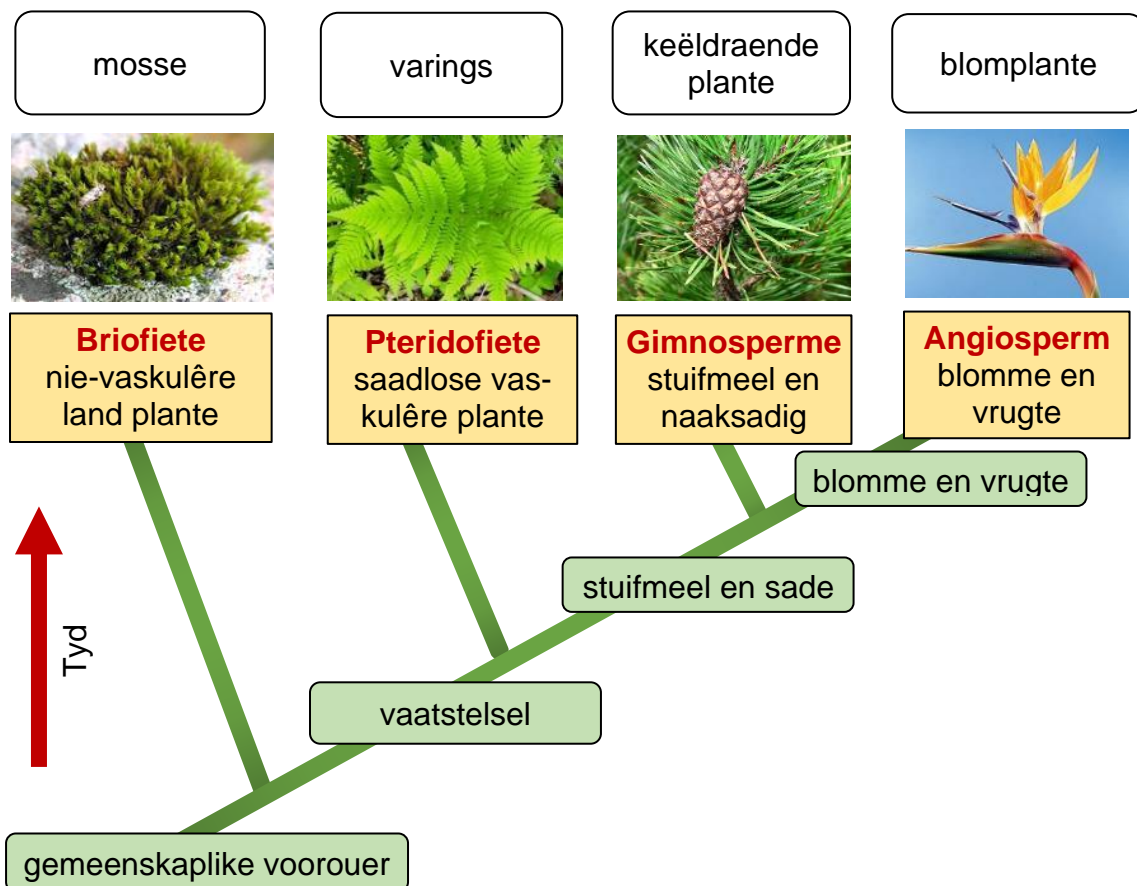 mosse
varings
keëldraende
plante
blomplante
Briofiete
nie-vaskulêre
land plante
Pteridofiete
saadlose vas-
kulêre plante
Gimnosperme
stuifmeel en
naaksadig
Angiosperm
blomme en
vrugte
blomme en vrugte
stuifmeel en sade
Tyd
vaatstelsel
gemeenskaplike voorouer